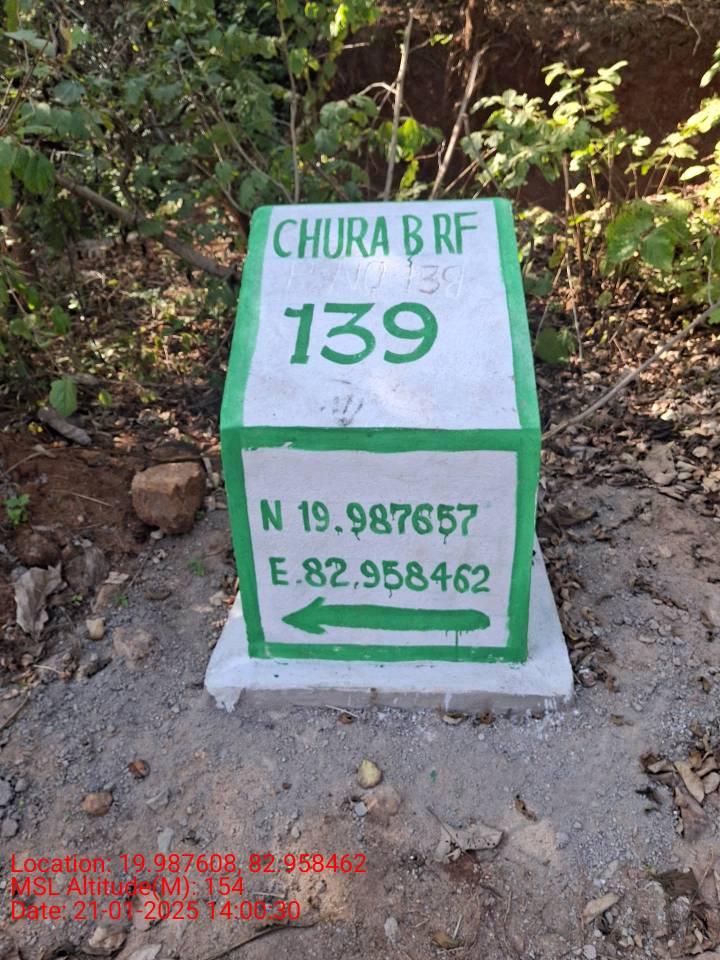 CHURA B RF
139
N 19.987657
E.82.958462
Location: 19.987608, 82.958462
MSL Altitude(M): 154
Date: 21-01-2025 14:00:30